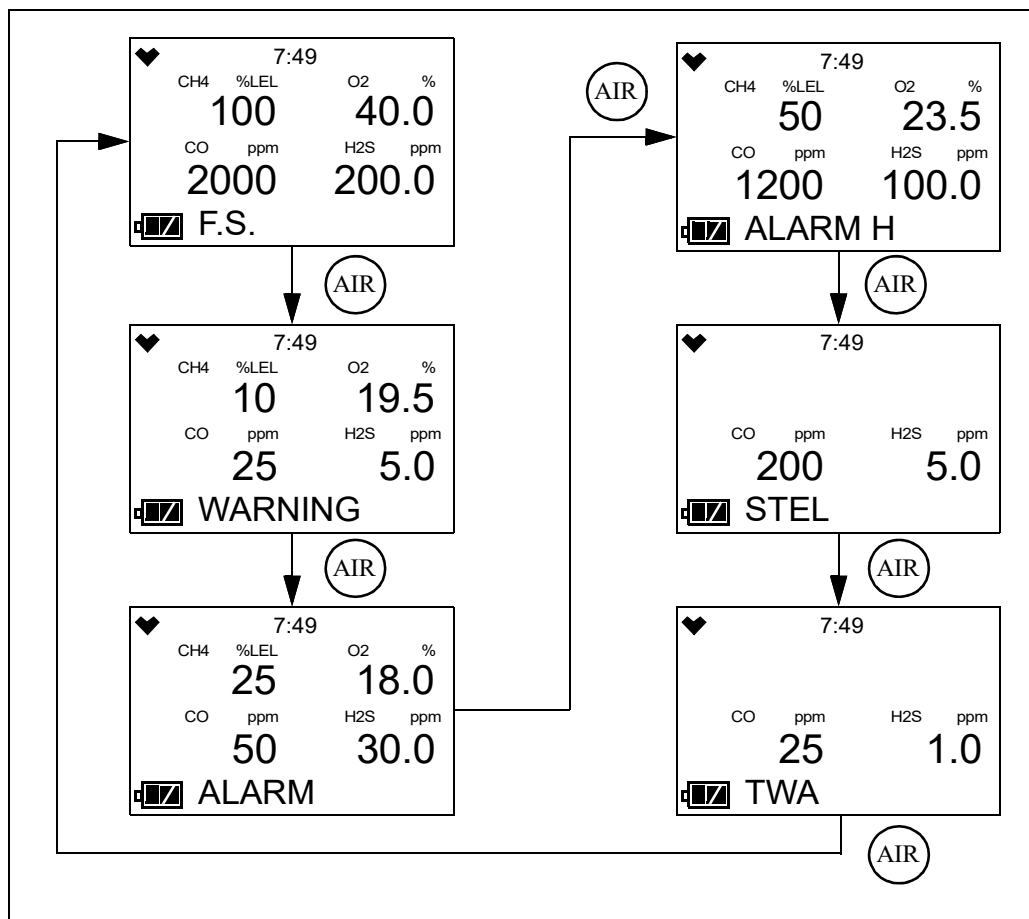 7:49
CH4 %LEL O2 %
100 40.0
CO ppm H2S ppm
2000 200.0
F.S.
AIR
7:49
CH4 %LEL O2 %
10 19.5
CO ppm H2S ppm
25 5.0
WARNING
AIR
7:49
CH4 %LEL O2 %
25 18.0
CO ppm H2S ppm
50 30.0
ALARM
AIR
7:49
CH4 %LEL O2 %
50 23.5
CO ppm H2S ppm
1200 100.0
ALARM H
AIR
7:49
CO ppm H2S ppm
200 5.0
STEL
AIR
7:49
CO ppm H2S ppm
25 1.0
TWA
AIR